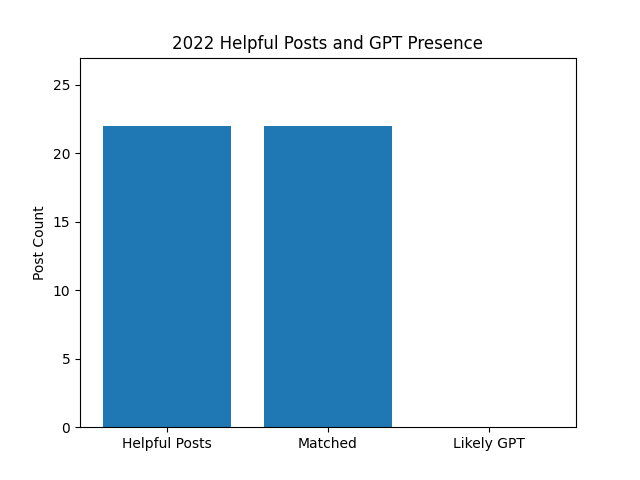 2022 Helpful Posts and GPT Presence
Post Count
25
20
15
10
5
0
Helpful Posts
Matched
Likely GPT